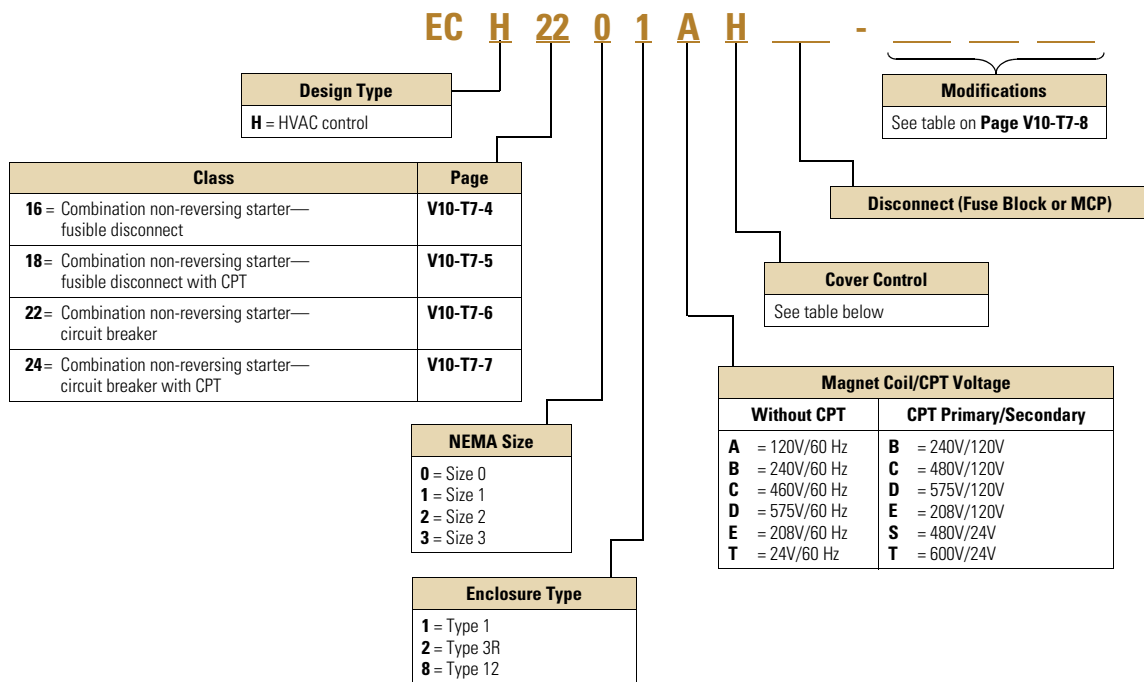 EC H 22 0 1 A H ___ - ___ ___ ___
Design Type
H = HVAC control
Modifications
See table on Page V10-T7-8
Class Page
16 = Combination non-reversing starter— V10-T7-4
fusible disconnect
18 = Combination non-reversing starter— V10-T7-5
fusible disconnect with CPT
22 = Combination non-reversing starter— V10-T7-6
circuit breaker
24 = Combination non-reversing starter— V10-T7-7
circuit breaker with CPT
Disconnect (Fuse Block or MCP)
Cover Control
See table below
Magnet Coil/CPT Voltage
Without CPT CPT Primary/Secondary
A = 120V/60 Hz B = 240V/120V
B = 240V/60 Hz C = 480V/120V
C = 460V/60 Hz D = 575V/120V
D = 575V/60 Hz E = 208V/120V
E = 208V/60 Hz S = 480V/24V
T = 24V/60 Hz T = 600V/24V
NEMA Size
0 = Size 0
1 = Size 1
2 = Size 2
3 = Size 3
Enclosure Type
1 = Type 1
2 = Type 3R
8 = Type 12